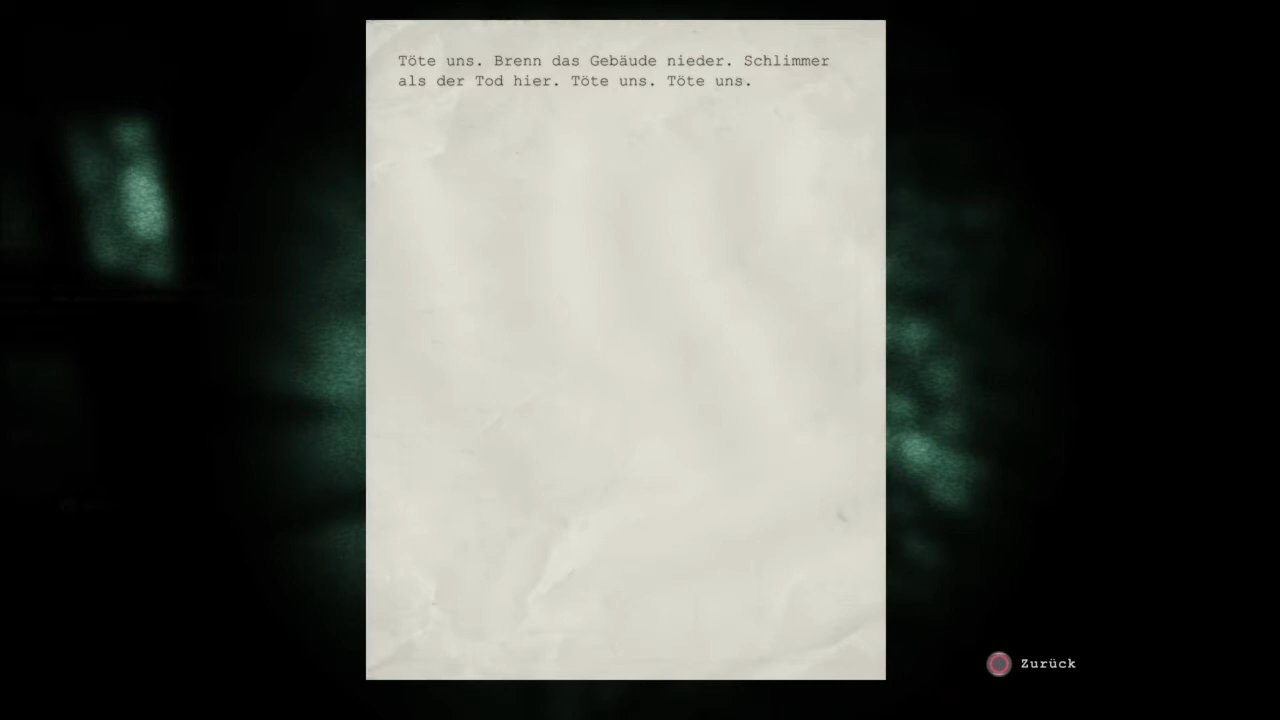 Töte uns. Brenn das Gebäude nieder. Schlimmer
als der Tod hier. Töte uns. Töte uns.
Zurück